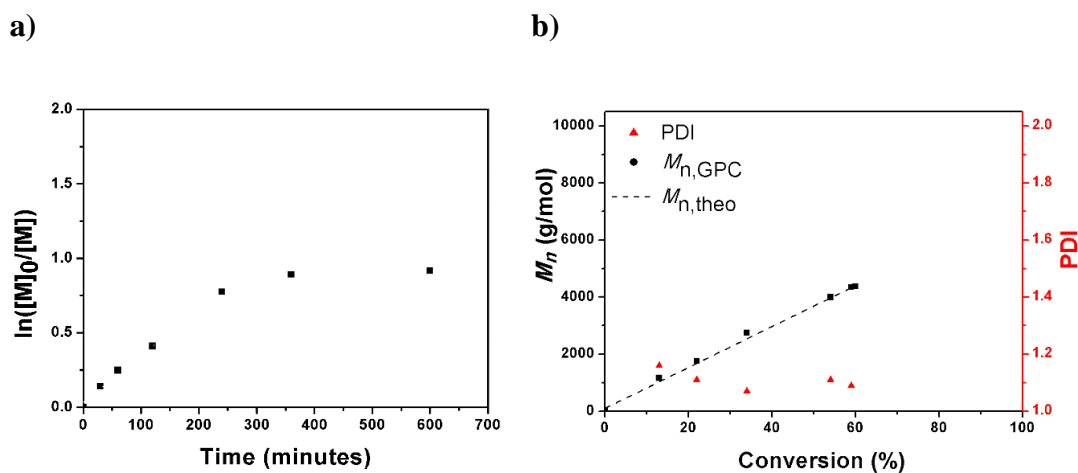 a)
b)
2.0
1.5
1.0
0.5
0.0
ln([M]0/[M])
0 100 200 300 400 500 600 700
Time (minutes)
10000
8000
6000
4000
2000
0
Mn (g/mol)
PDI
Mn,GPC
Mn,theo
0 20 40 60 80 100
Conversion (%)
2.0
1.8
1.6
1.4
1.2
1.0
PDI